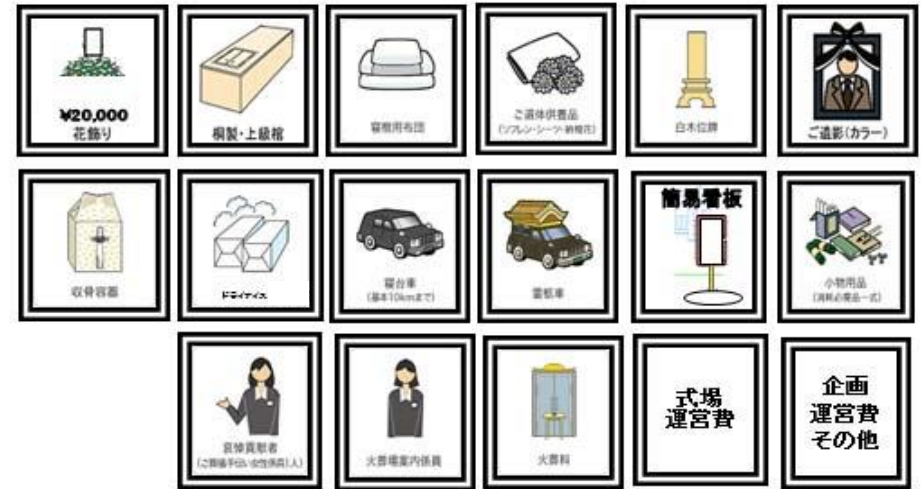 ¥20,000
花飾り
桐製・上級棺
寝棺用布団
ご遺体供養品
(ソフレン・シーツ・納棺花)
白木位牌
ご遺影(カラー)
収骨容器
ドライアイス
寝台車
(基本10kmまで)
霊柩車
簡易看板
小物用品
(消耗必需品一式)
哀悼貢献者
火葬場案内係員
火葬料
式場
運営費
企画
運営費
その他